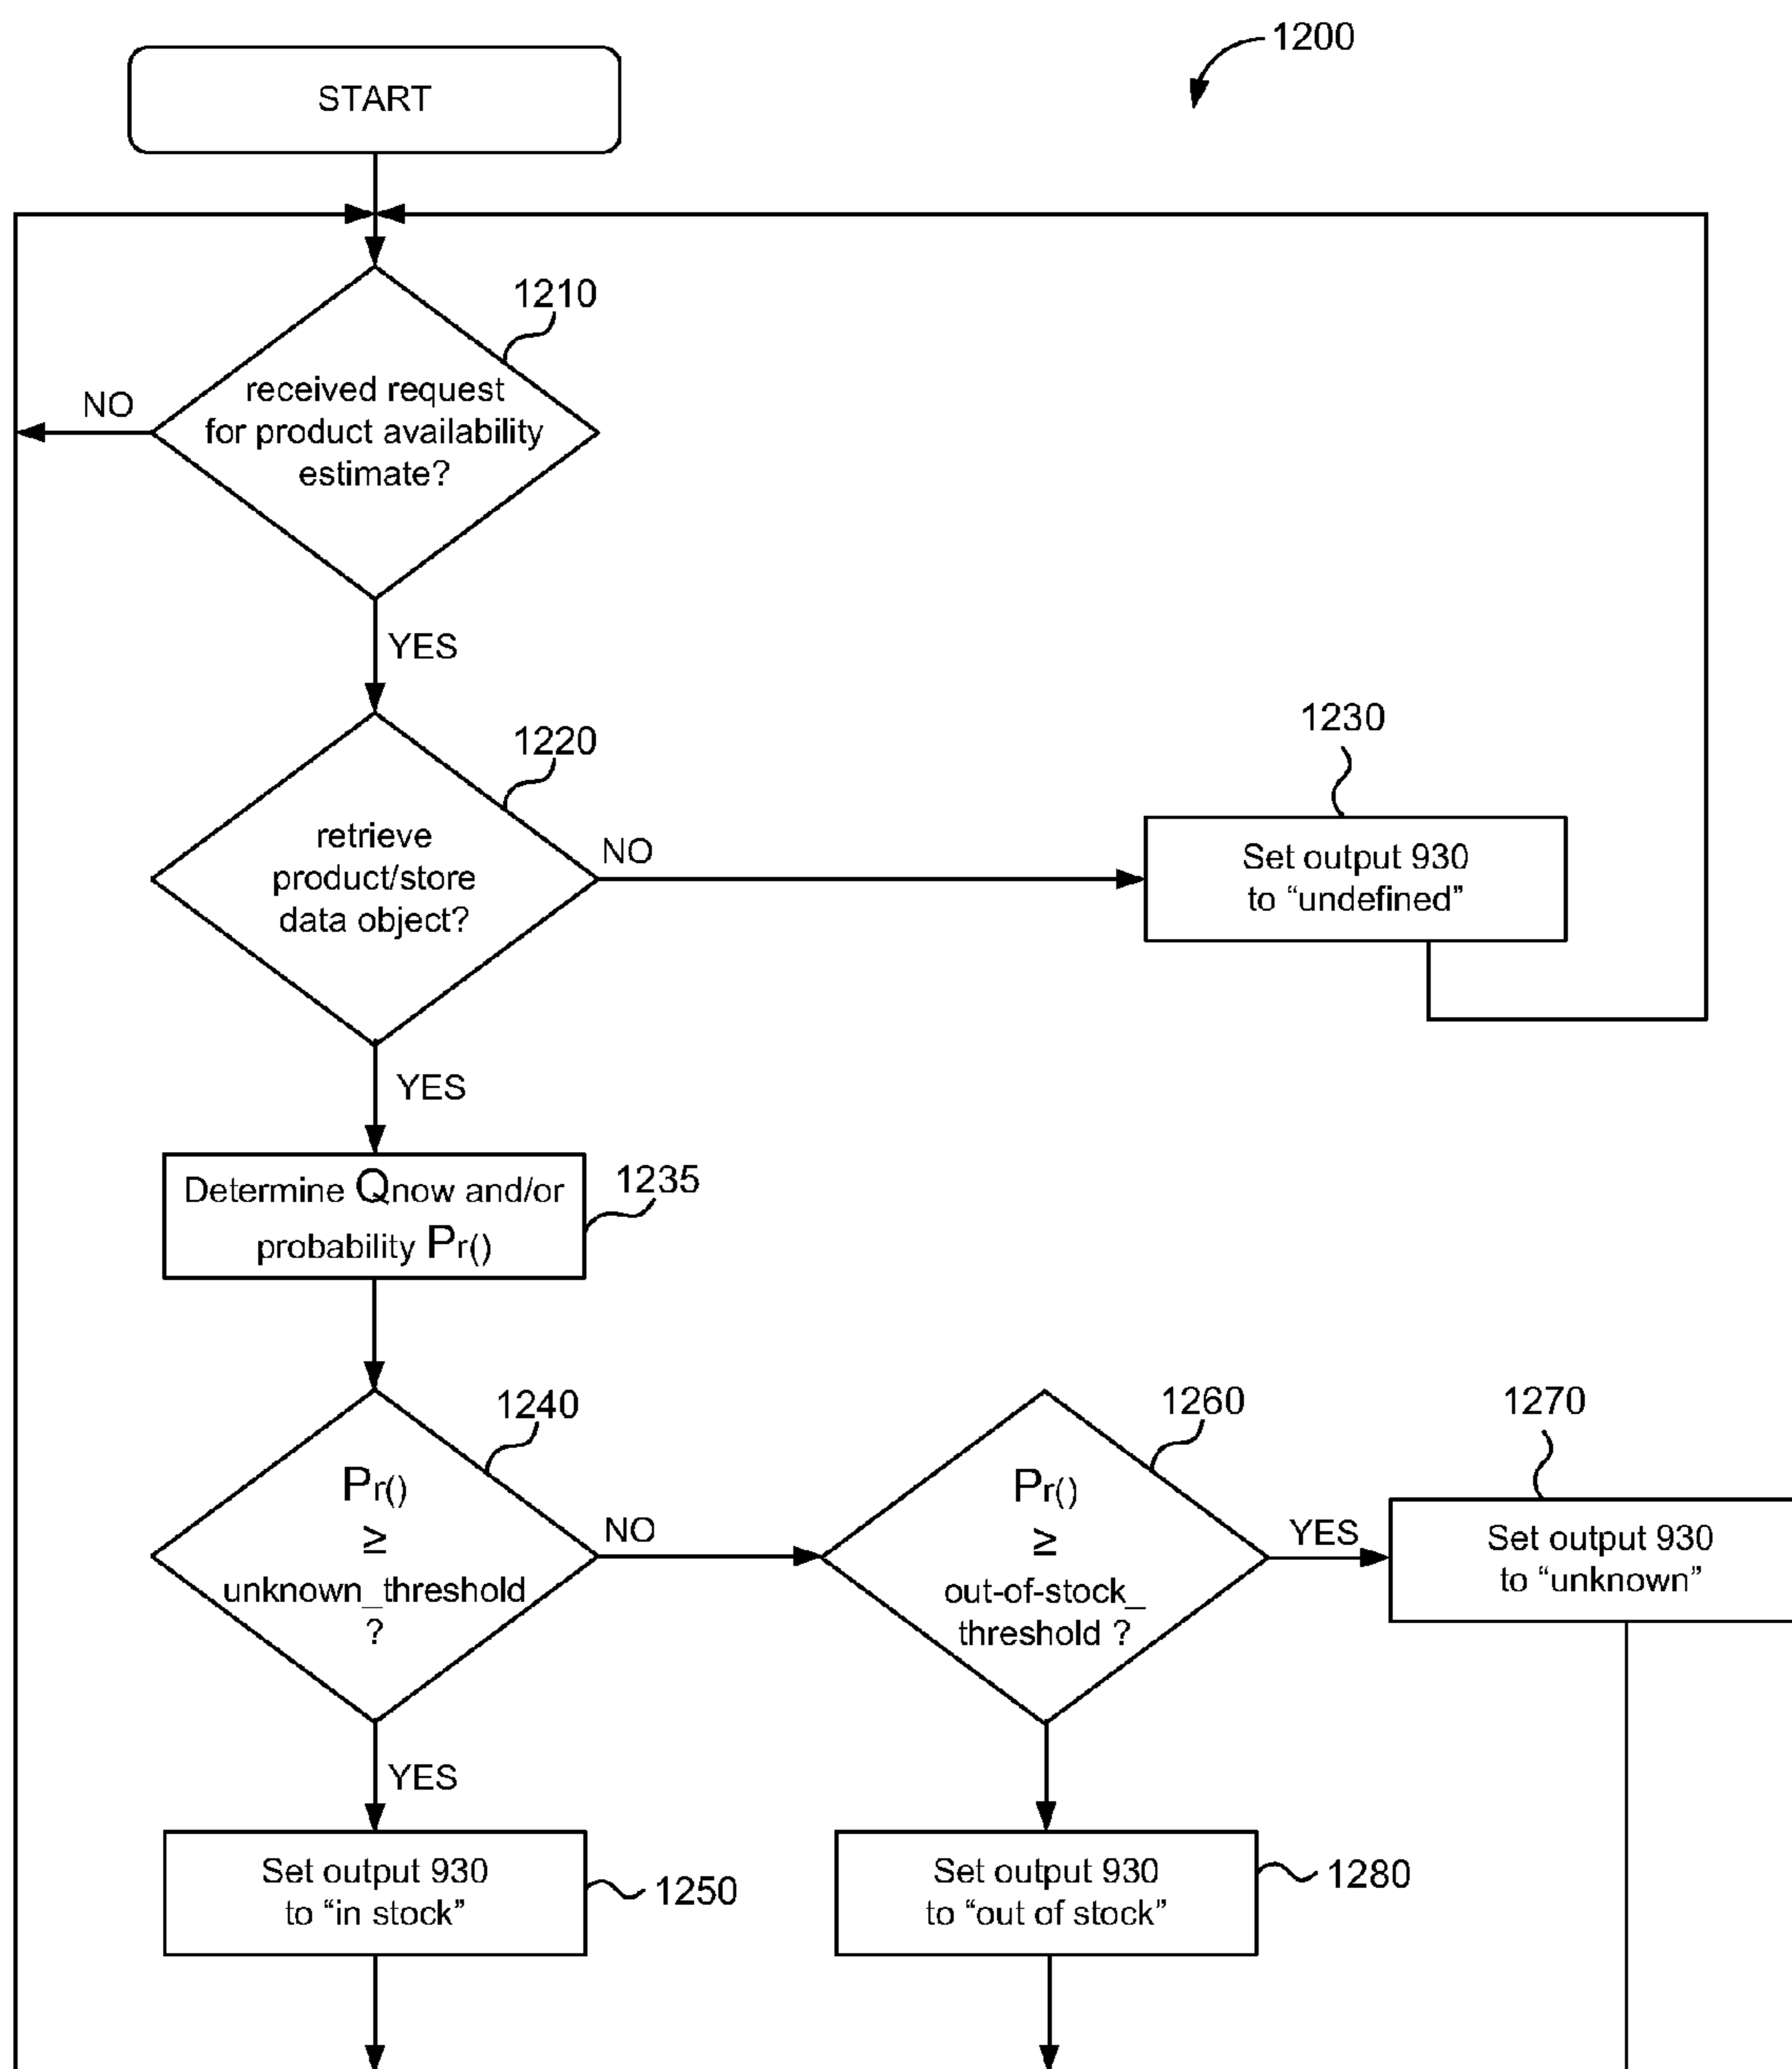 1200
START
1210
received request
for product availability
estimate?
NO
YES
1220
retrieve
product/store
data object?
NO
1230
Set output 930
to “undefined”
YES
Determine Qnow and/or
probability Pr()
1235
1240
Pr()
≥
unknown_threshold
?
NO
1260
Pr()
≥
out-of-stock_
threshold ?
YES
1270
Set output 930
to “unknown”
YES
Set output 930
to “in stock”
1250
Set output 930
to “out of stock”
1280